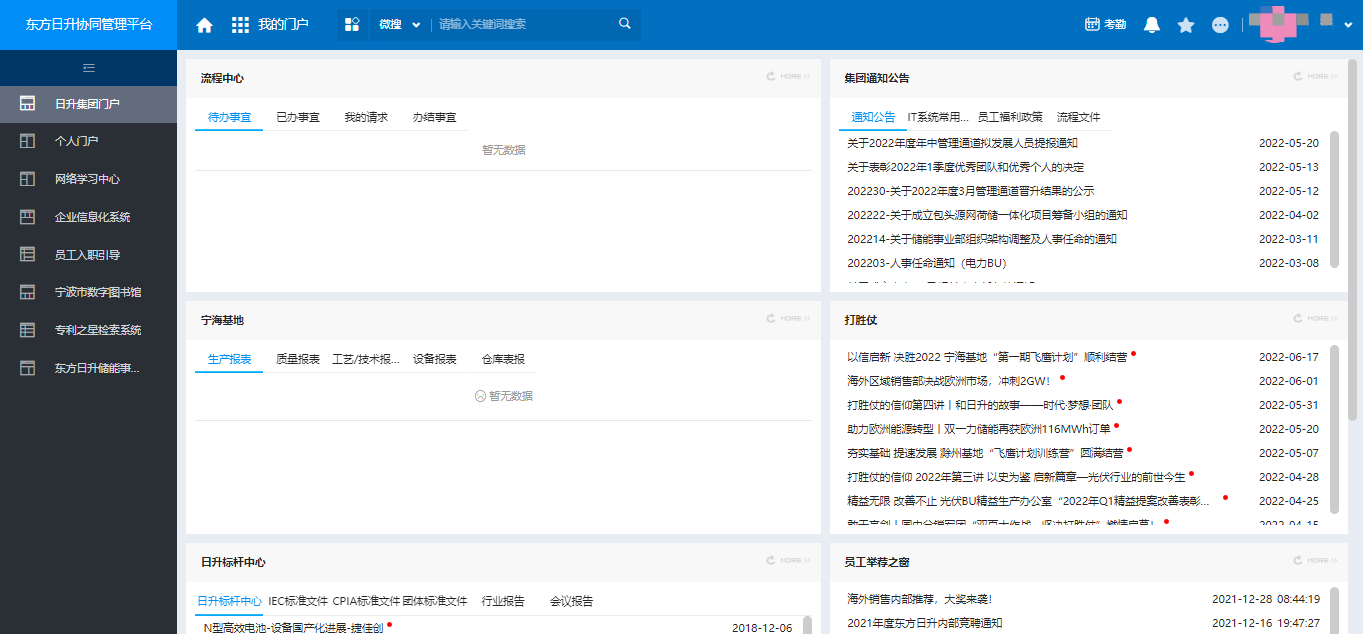 东方日升协同管理平台
我的门户
微搜
请输入关键词搜索
考勤
日升集团门户
个人门户
网络学习中心
企业信息化系统
员工入职引导
宁波市数字图书馆
专利之星检索系统
东方日升储能事...
流程中心
MORE >>
待办事宜 已办事宜 我的请求 办结事宜
暂无数据
集团通知公告
MORE >>
通知公告 IT系统常用... 员工福利政策 流程文件
关于2022年度年中管理通道拟发展人员提报通知 2022-05-20
关于表彰2022年1季度优秀团队和优秀个人的决定 2022-05-13
202230-关于2022年度3月管理通道晋升结果的公示 2022-05-12
202222-关于成立包头源网荷储一体化项目筹备小组的通知 2022-04-02
202214-关于储能事业部组织架构调整及人事任命的通知 2022-03-11
202203-人事任命通知（电力BU） 2022-03-08
宁海基地
MORE >>
生产报表 质量报表 工艺/技术报... 设备报表 仓库表报
暂无数据
打胜仗
MORE >>
以信启新 决胜2022 宁海基地“第一期飞鹰计划”顺利结营 2022-06-17
海外区域销售部决战欧洲市场，冲刺2GW！ 2022-06-01
打胜仗的信仰第四讲丨和日升的故事——时代·梦想·团队 2022-05-31
助力欧洲能源转型丨双一力储能再获欧洲116MWh订单 2022-05-20
夯实基础 提速发展 滁州基地“飞鹰计划训练营”圆满结营 2022-05-07
打胜仗的信仰 2022年第三讲 以史为鉴 启新篇章—光伏行业的前世今生 2022-04-28
精益无限 改善不止 光伏BU精益生产办公室“2022年Q1精益提案改善表彰... 2022-04-25
2022-04-15
日升标杆中心
MORE >>
日升标杆中心 IEC标准文件 CPIA标准文件 团体标准文件 行业报告 会议报告
N型高效电池-设备国产化进展-捷佳创 2018-12-06
员工举荐之窗
MORE >>
海外销售内部推荐，大奖来袭！ 2021-12-28 08:44:19
2021年度东方日升内部竞聘通知 2021-12-16 19:47:27